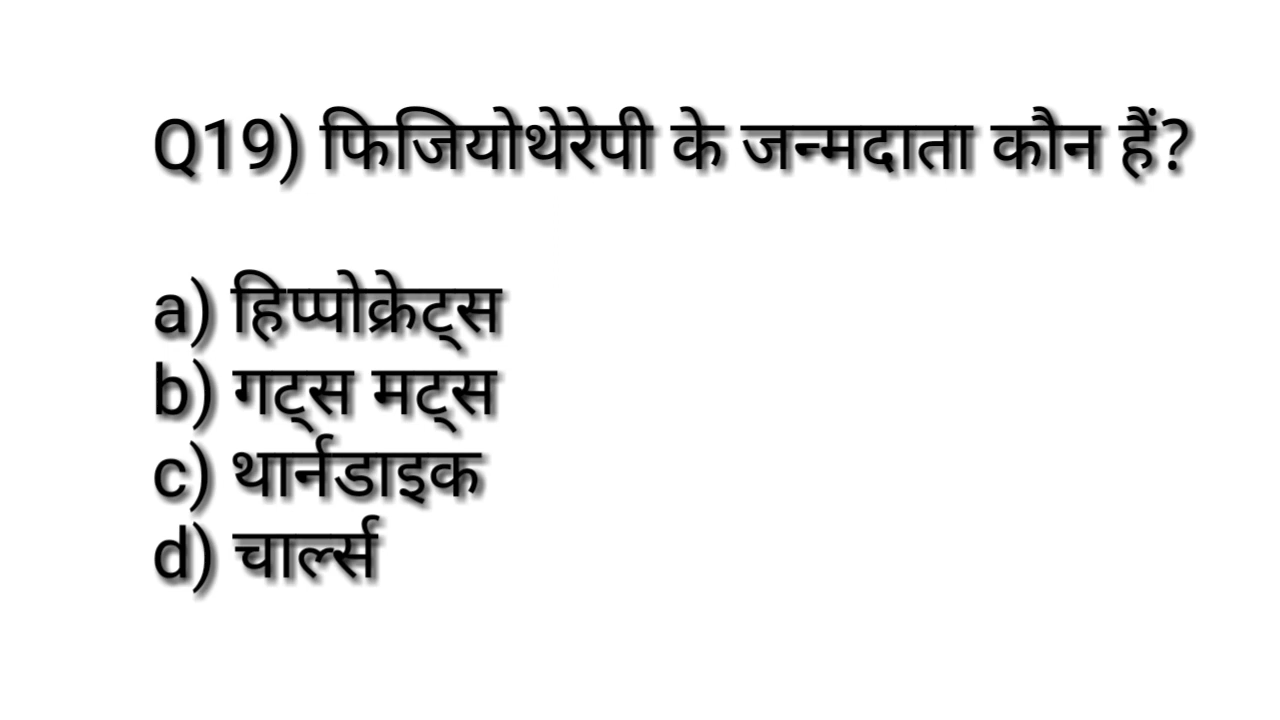 Q19) फिजियोथेरेपी के जन्मदाता कौन हैं?
a) हिप्पोक्रेट्स
b) गट्स मट्स
c) थार्नडाइक
d) चार्ल्स